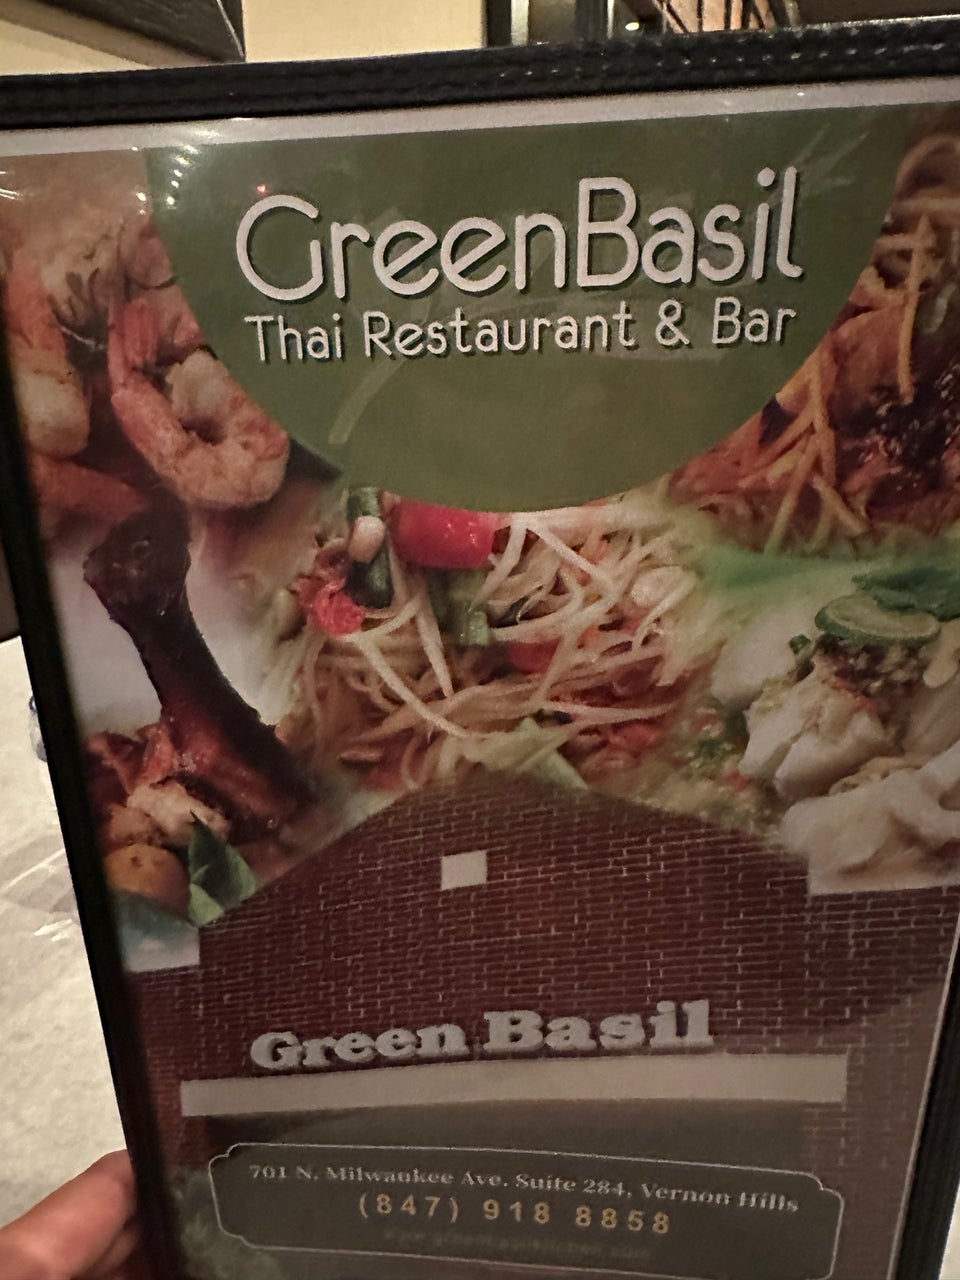 GreenBasil
Thai Restaurant & Bar
Green Basil
701 N. Milwaukee Ave. Suite 284, Vernon Hills
(847) 918 8858